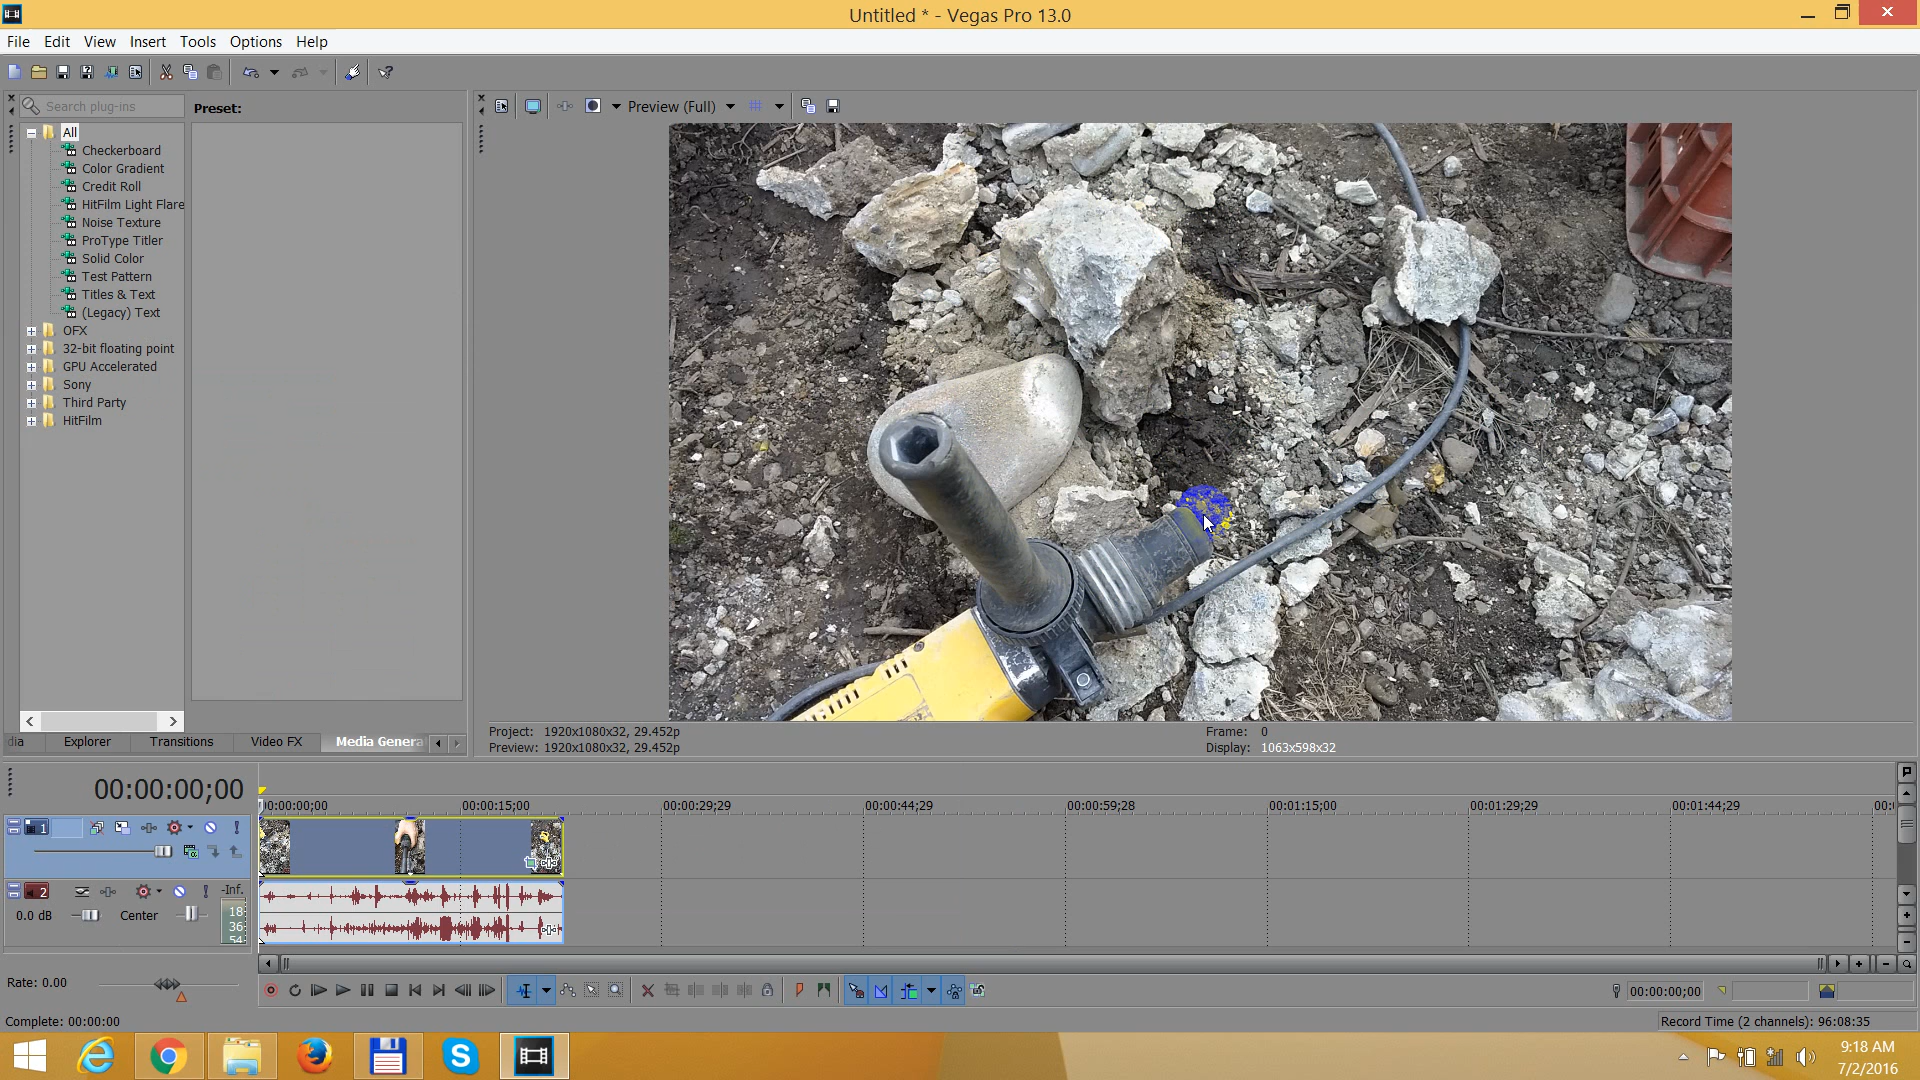 Untitled * - Vegas Pro 13.0
File Edit View Insert Tools Options Help
Search plug-ins
Preset:
Preview (Full)
All
Checkerboard
Color Gradient
Credit Roll
HitFilm Light Flare
Noise Texture
ProType Titler
Solid Color
Test Pattern
Titles & Text
(Legacy) Text
OFX
32-bit floating point
GPU Accelerated
Sony
Third Party
HitFilm
dia Explorer Transitions Video FX Media Genera
Project: 1920x1080x32, 29.452p
Preview: 1920x1080x32, 29.452p
Frame: 0
Display: 1063x598x32
00:00:00;00
00:00:00;00 00:00:15;00 00:00:29;29 00:00:44;29 00:00:59;28 00:01:15;00 00:01:29;29 00:01:44;29 00:0
1
2
-Inf.
0.0 dB Center
18
36
54
Rate: 0.00
00:00:00;00
Complete: 00:00:00
Record Time (2 channels): 96:08:35
9:18 AM
7/2/2016